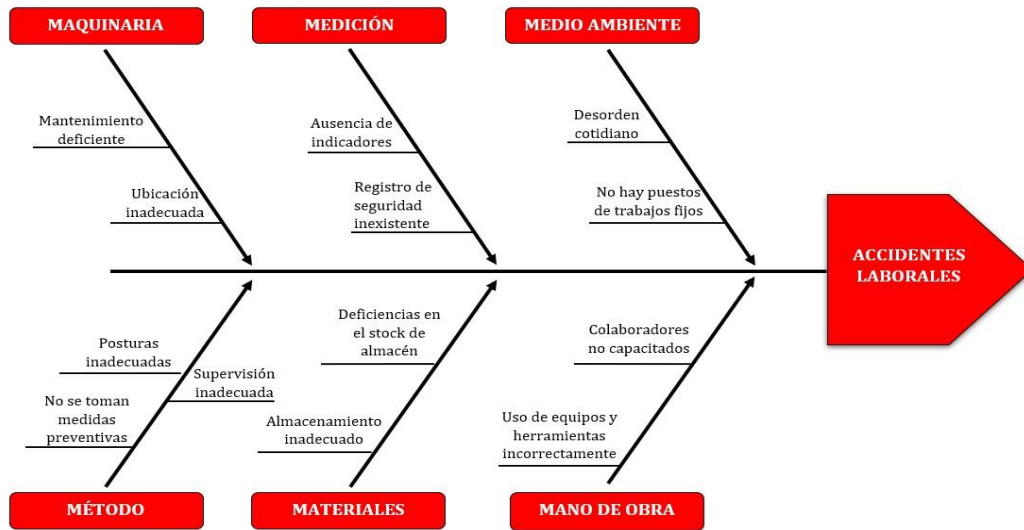 MAQUINARIA
MEDICIÓN
MEDIO AMBIENTE
Mantenimiento
deficiente
Ubicación
inadecuada
Ausencia de
indicadores
Registro de
seguridad
inexistente
Desorden
cotidiano
No hay puestos
de trabajos fijos
ACCIDENTES
LABORALES
Posturas
inadecuadas
Supervisión
inadecuada
No se toman
medidas
preventivas
Deficiencias en
el stock de
almacén
Almacenamiento
inadecuado
Colaboradores
no capacitados
Uso de equipos y
herramientas
incorrectamente
MÉTODO
MATERIALES
MANO DE OBRA